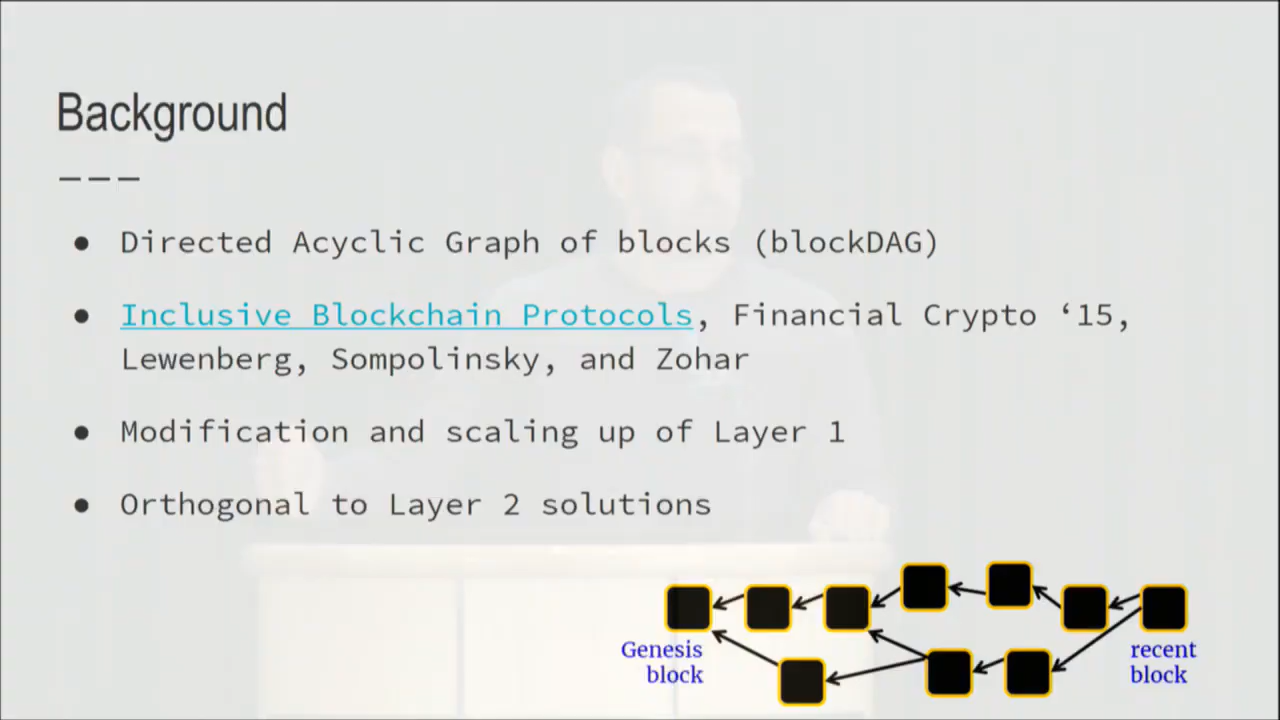 Background
● Directed Acyclic Graph of blocks (blockDAG)
● Inclusive Blockchain Protocols, Financial Crypto ‘15,
Lewenberg, Sompolinsky, and Zohar
● Modification and scaling up of Layer 1
● Orthogonal to Layer 2 solutions
Genesis
block
recent
block